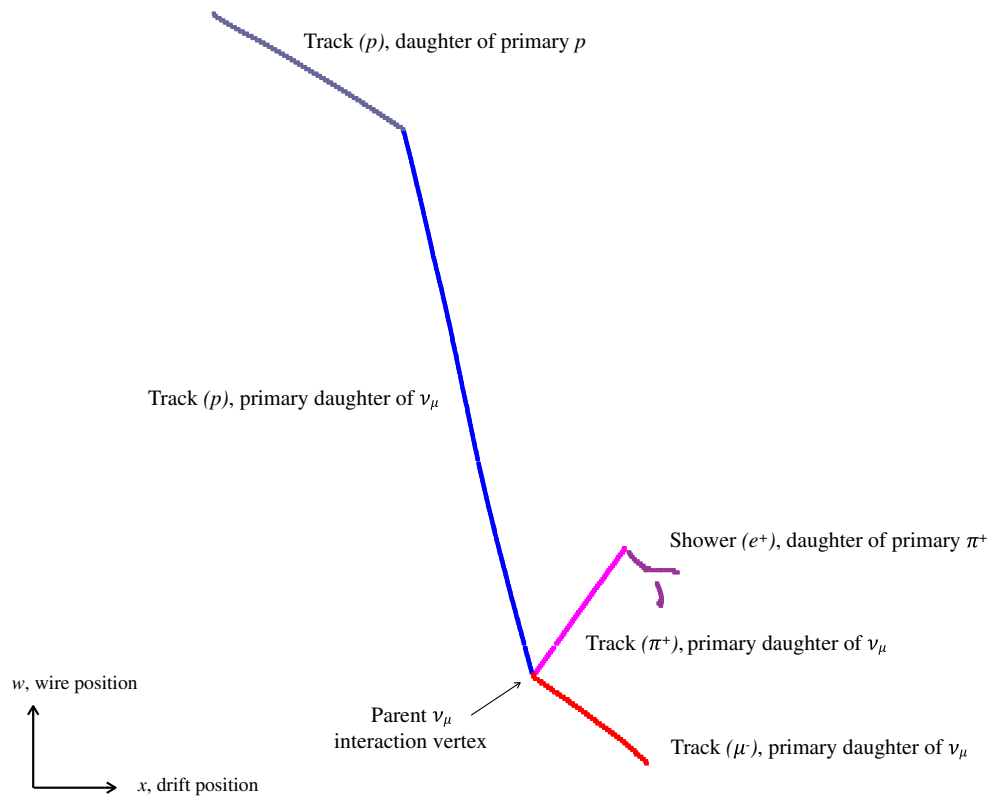 Track (p), daughter of primary p
Track (p), primary daughter of νμ
Shower (e⁺), daughter of primary π⁺
Track (π⁺), primary daughter of νμ
w, wire position
Parent νμ
interaction vertex
Track (μ⁻), primary daughter of νμ
x, drift position